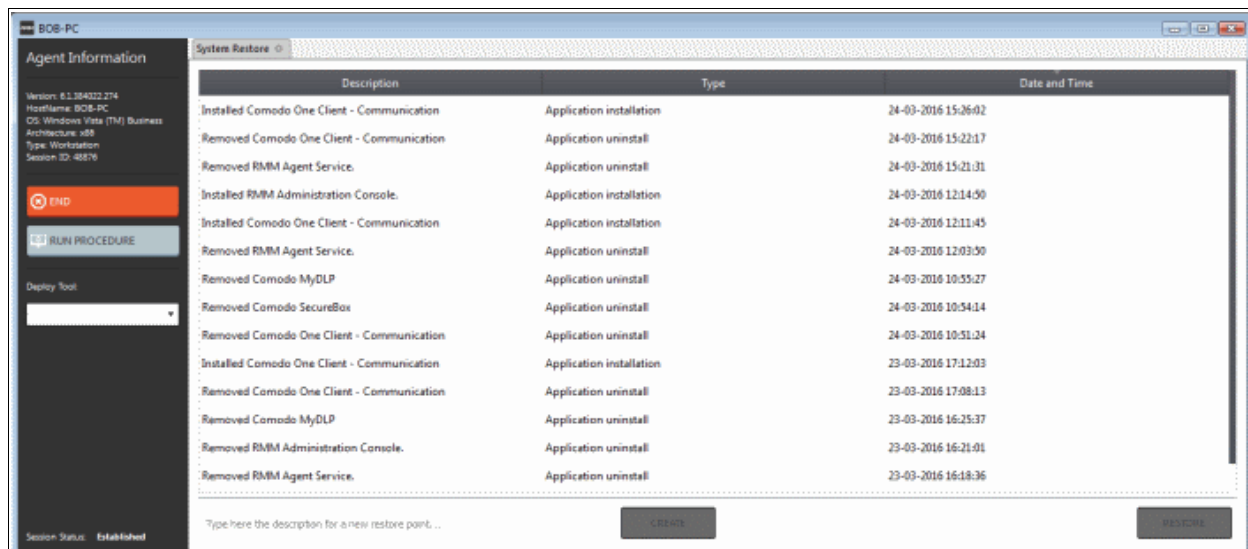 BOB-PC
Agent Information
Version: 6.1.384022.274
HostName: BOB-PC
OS: Windows Vista (TM) Business
Architecture: x86
Type: Workstation
Session ID: 48876
END
RUN PROCEDURE
Deploy Tool:
Session Status: Established
System Restore
Description Type Date and Time
Installed Comodo One Client - Communication Application installation 24-03-2016 15:26:02
Removed Comodo One Client - Communication Application uninstall 24-03-2016 15:22:17
Removed RMM Agent Service. Application uninstall 24-03-2016 15:21:31
Installed RMM Administration Console. Application installation 24-03-2016 12:14:50
Installed Comodo One Client - Communication Application installation 24-03-2016 12:11:45
Removed RMM Agent Service. Application uninstall 24-03-2016 12:03:50
Removed Comodo MyDLP Application uninstall 24-03-2016 10:55:27
Removed Comodo SecureBox Application uninstall 24-03-2016 10:54:14
Removed Comodo One Client - Communication Application uninstall 24-03-2016 10:51:24
Installed Comodo One Client - Communication Application installation 23-03-2016 17:12:03
Removed Comodo One Client - Communication Application uninstall 23-03-2016 17:08:13
Removed Comodo MyDLP Application uninstall 23-03-2016 16:25:37
Removed RMM Administration Console. Application uninstall 23-03-2016 16:21:01
Removed RMM Agent Service. Application uninstall 23-03-2016 16:18:36
Type here the description for a new restore point... CREATE RESTORE